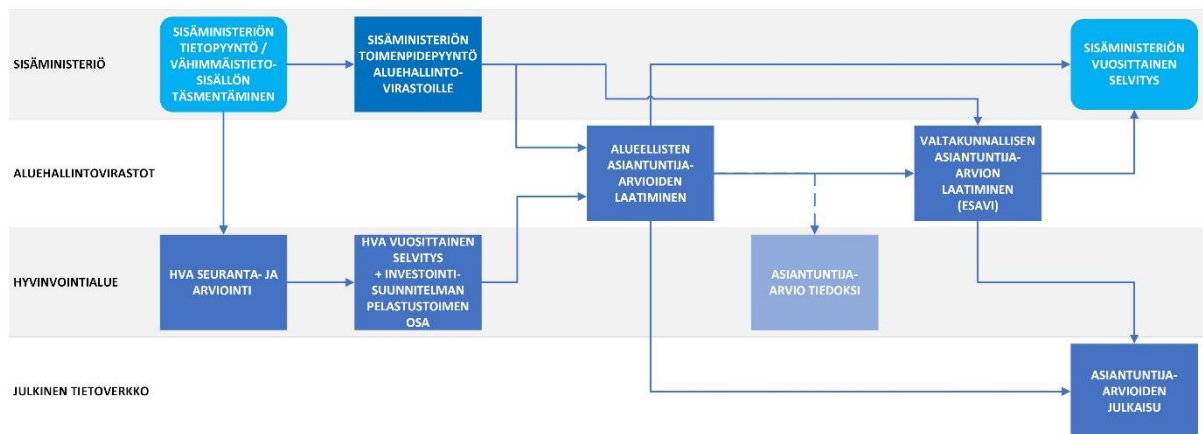 SISÄMINISTERIÖ
SISÄMINISTERIÖN
TIETOPYYNTÖ /
VÄHIMMÄISTIETO-
SISÄLLÖN
TÄSMENTÄMINEN
SISÄMINISTERIÖN
TOIMENPIDEPYYNTÖ
ALUEHALLINTO-
VIRASTOILLE
SISÄMINISTERIÖN
VUOSITTAINEN
SELVITYS
ALUEHALLINTOVIRASTOT
ALUEELLISTEN
ASIANTUNTIJA-
ARVIOIDEN
LAATIMINEN
VALTAKUNNALLISEN
ASIANTUNTIJA-
ARVION
LAATIMINEN
(ESAVI)
HYVINVOINTIALUE
HVA SEURANTA- JA
ARVIOINTI
HVA VUOSITTAINEN
SELVITYS
+ INVESTOINTI-
SUUNNITELMAN
PELASTUSTOIMEN
OSA
ASIANTUNTIJA-
ARVIO TIEDOKSI
JULKINEN TIETOVERKKO
ASIANTUNTIJA-
ARVIOIDEN
JULKAISU